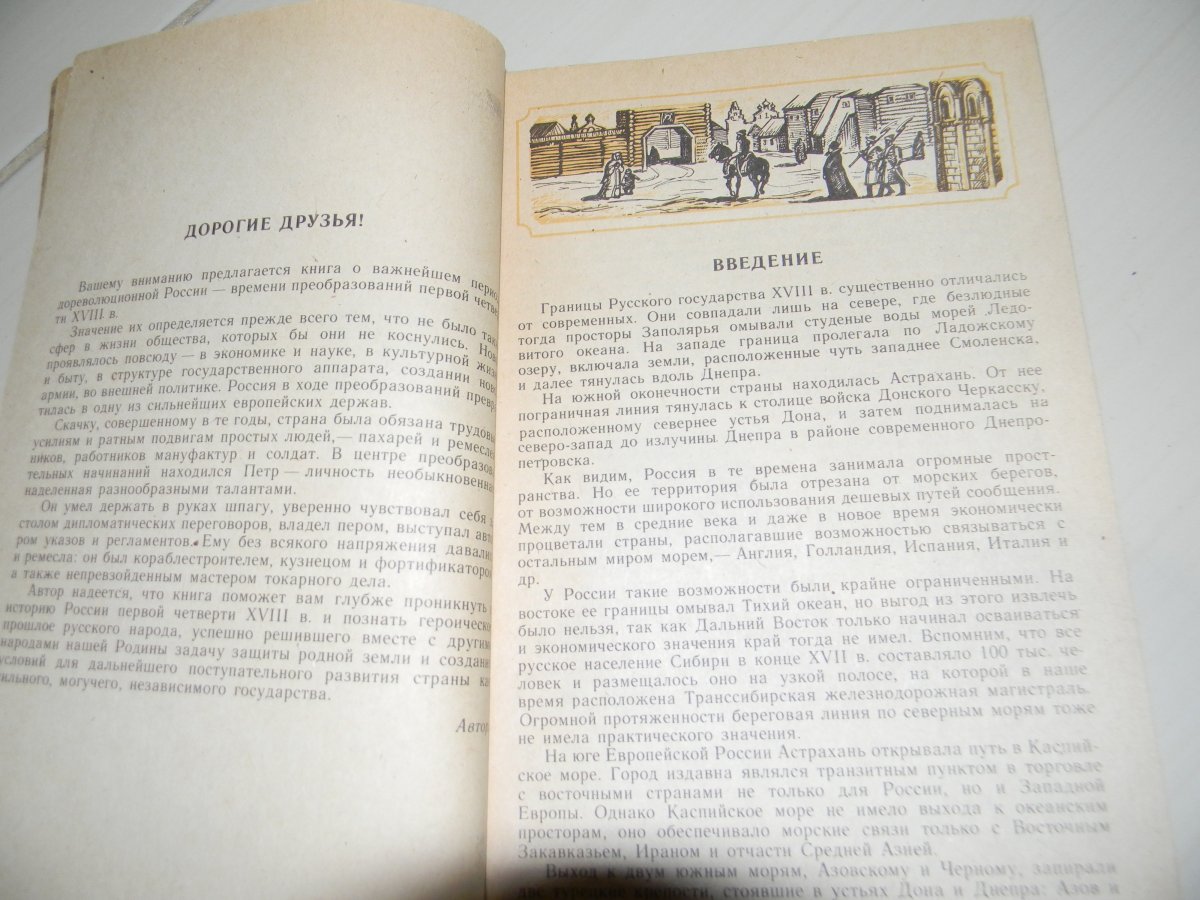 ДОРОГИЕ ДРУЗЬЯ!
Вашему вниманию предлагается книга о важнейшем период
дореволюционной России — времени преобразований первой четве
ти XVIII в.
Значение их определяется прежде всего тем, что не было так
сфер в жизни общества, которых бы они не коснулись. Нов
проявлялось повсюду — в экономике и науке, в культурной жиз
и быту, в структуре государственного аппарата, создании нов
армии, во внешней политике. Россия в ходе преобразований превр
тилась в одну из сильнейших европейских держав.
Скачку, совершенному в те годы, страна была обязана трудовы
усилиям и ратным подвигам простых людей,— пахарей и ремесле
ников, работников мануфактур и солдат. В центре преобразов
тельных начинаний находился Петр — личность необыкновенна
наделенная разнообразными талантами.
Он умел держать в руках шпагу, уверенно чувствовал себя
столом дипломатических переговоров, владел пером, выступал авт
ром указов и регламентов. Ему без всякого напряжения давали
и ремесла: он был кораблестроителем, кузнецом и фортификатором
а также непревзойденным мастером токарного дела.
Автор надеется, что книга поможет вам глубже проникнуть
историю России первой четверти XVIII в. и познать героическо
прошлое русского народа, успешно решившего вместе с другим
народами нашей Родины задачу защиты родной земли и создани
условий для дальнейшего поступательного развития страны ка
сильного, могучего, независимого государства.
Автор
ВВЕДЕНИЕ
Границы Русского государства XVIII в. существенно отличались
от современных. Они совпадали лишь на севере, где безлюдные
тогда просторы Заполярья омывали студеные воды морей Ледо-
витого океана. На западе граница пролегала по Ладожскому
озеру, включала земли, расположенные чуть западнее Смоленска,
и далее тянулась вдоль Днепра.
На южной оконечности страны находилась Астрахань. От нее
пограничная линия тянулась к столице войска Донского Черкасску,
расположенному севернее устья Дона, и затем поднималась на
северо-запад до излучины Днепра в районе современного Днепро-
петровска.
Как видим, Россия в те времена занимала огромные прост-
ранства. Но ее территория была отрезана от морских берегов,
от возможности широкого использования дешевых путей сообщения.
Между тем в средние века и даже в новое время экономически
процветали страны, располагавшие возможностью связываться с
остальным миром морем,— Англия, Голландия, Испания, Италия и
др.
У России такие возможности были крайне ограниченными. На
востоке ее границы омывал Тихий океан, но выгод из этого извлечь
было нельзя, так как Дальний Восток только начинал осваиваться
и экономического значения край тогда не имел. Вспомним, что все
русское население Сибири в конце XVII в. составляло 100 тыс. че-
ловек и размещалось оно на узкой полосе, на которой в наше
время расположена Транссибирская железнодорожная магистраль.
Огромной протяженности береговая линия по северным морям тоже
не имела практического значения.
На юге Европейской России Астрахань открывала путь в Каспий-
ское море. Город издавна являлся транзитным пунктом в торговле
с восточными странами не только для России, но и Западной
Европы. Однако Каспийское море не имело выхода к океанским
просторам, оно обеспечивало морские связи только с Восточным
Закавказьем, Ираном и отчасти Средней Азией.
Выход к двум южным морям, Азовскому и Черному, запирали
две турецкие крепости, стоявшие в устьях Дона и Днепра: Азов и